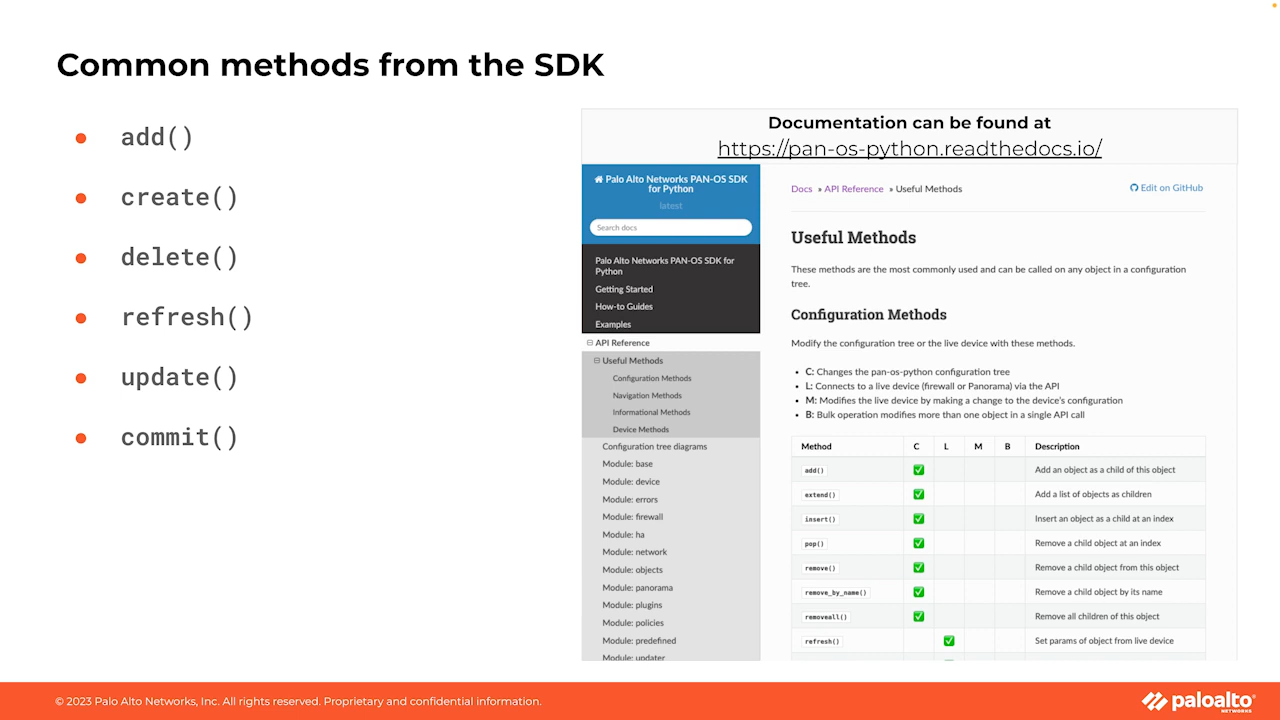 Common methods from the SDK
add()
create()
delete()
refresh()
update()
commit()
Documentation can be found at
https://pan-os-python.readthedocs.io/
Palo Alto Networks PAN-OS SDK
for Python
latest
Search docs
Palo Alto Networks PAN-OS SDK for
Python
Getting Started
How-to Guides
Examples
API Reference
Useful Methods
Configuration Methods
Navigation Methods
Informational Methods
Device Methods
Configuration tree diagrams
Module: base
Module: device
Module: errors
Module: firewall
Module: ha
Module: network
Module: objects
Module: panorama
Module: plugins
Module: policies
Module: predefined
Module: updater
Docs » API Reference » Useful Methods
Edit on GitHub
Useful Methods
These methods are the most commonly used and can be called on any object in a configuration
tree.
Configuration Methods
Modify the configuration tree or the live device with these methods.
C: Changes the pan-os-python configuration tree
L: Connects to a live device (firewall or Panorama) via the API
M: Modifies the live device by making a change to the device's configuration
B: Bulk operation modifies more than one object in a single API call
Method C L M B Description
add() ✅ Add an object as a child of this object
extend() ✅ Add a list of objects as children
insert() ✅ Insert an object as a child at an index
pop() ✅ Remove a child object at an index
remove() ✅ Remove a child object from this object
remove_by_name() ✅ Remove a child object by its name
removeall() ✅ Remove all children of this object
refresh() ✅ Set params of object from live device
© 2023 Palo Alto Networks, Inc. All rights reserved. Proprietary and confidential information.
paloalto
NETWORKS